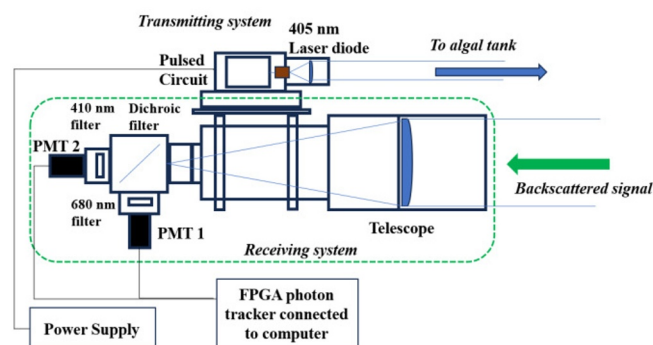 Transmitting system
405 nm
Laser diode
To algal tank
Pulsed
Circuit
410 nm
filter
Dichroic
filter
PMT 2
680 nm
filter
PMT 1
Backscattered signal
Telescope
Receiving system
FPGA photon
tracker connected
to computer
Power Supply